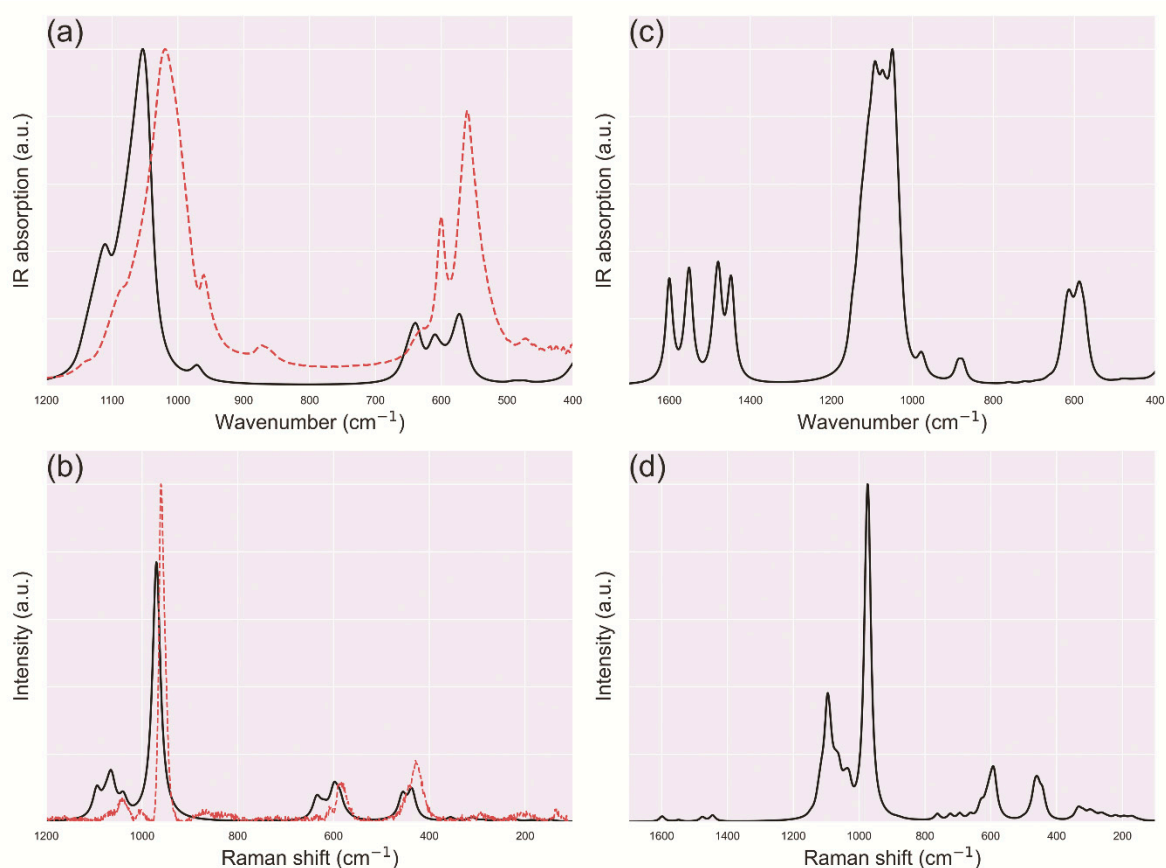 (a)
IR absorption (a.u.)
1200 1100 1000 900 800 700 600 500 400
Wavenumber (cm⁻¹)
(c)
IR absorption (a.u.)
1600 1400 1200 1000 800 600 400
Wavenumber (cm⁻¹)
(b)
Intensity (a.u.)
1200 1000 800 600 400 200
Raman shift (cm⁻¹)
(d)
Intensity (a.u.)
1600 1400 1200 1000 800 600 400 200
Raman shift (cm⁻¹)